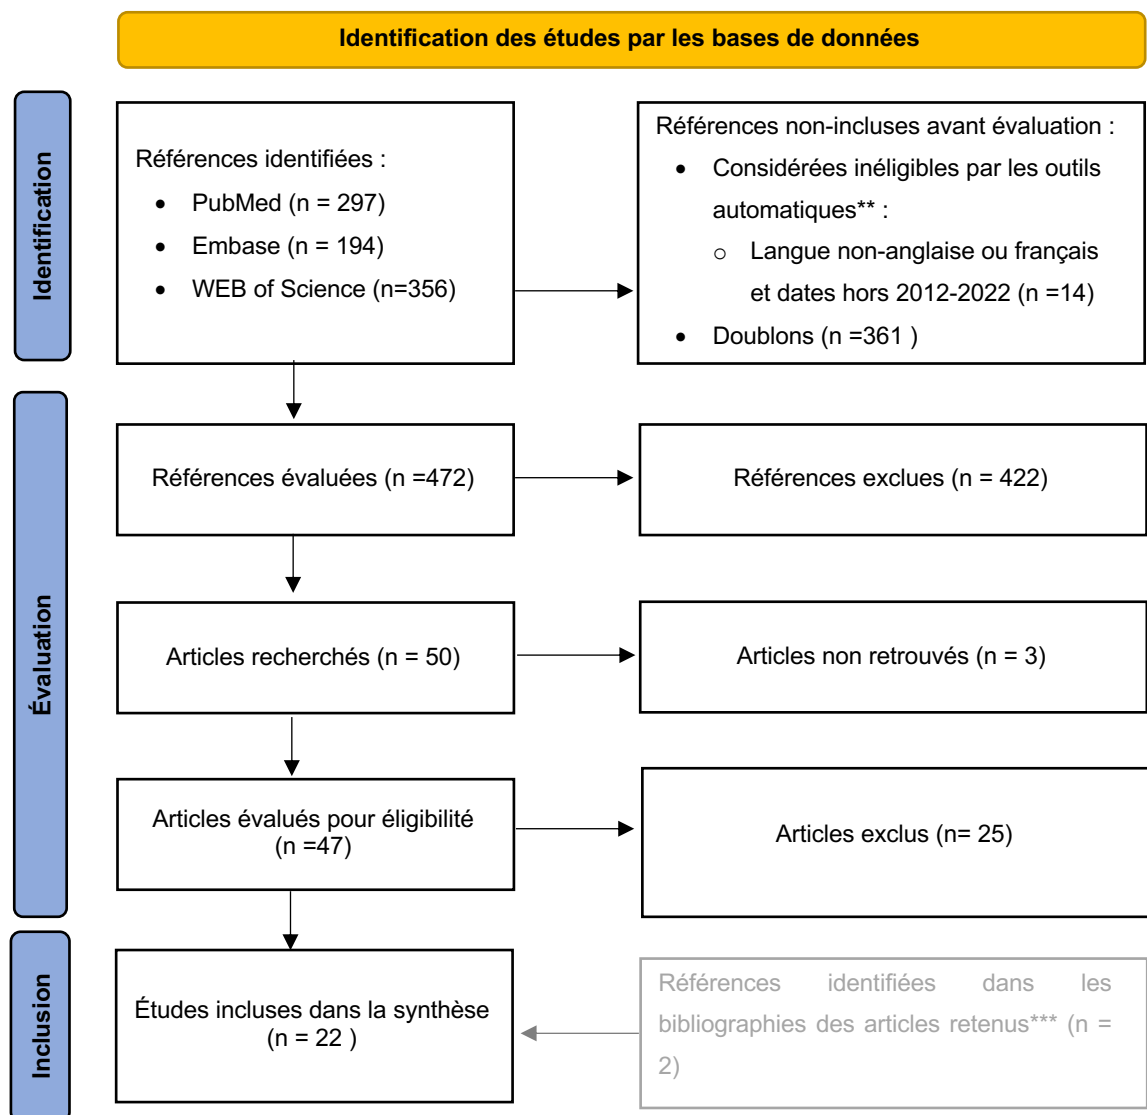 Identification des études par les bases de données
Identification
Références identifiées :
• PubMed (n = 297)
• Embase (n = 194)
• WEB of Science (n=356)
Références non-incluses avant évaluation :
• Considérées inéligibles par les outils
automatiques** :
o Langue non-anglaise ou français
et dates hors 2012-2022 (n =14)
• Doublons (n =361 )
Évaluation
Références évaluées (n =472)
Références exclues (n = 422)
Articles recherchés (n = 50)
Articles non retrouvés (n = 3)
Articles évalués pour éligibilité
(n =47)
Articles exclus (n= 25)
Inclusion
Études incluses dans la synthèse
(n = 22 )
Références identifiées dans les
bibliographies des articles retenus*** (n =
2)